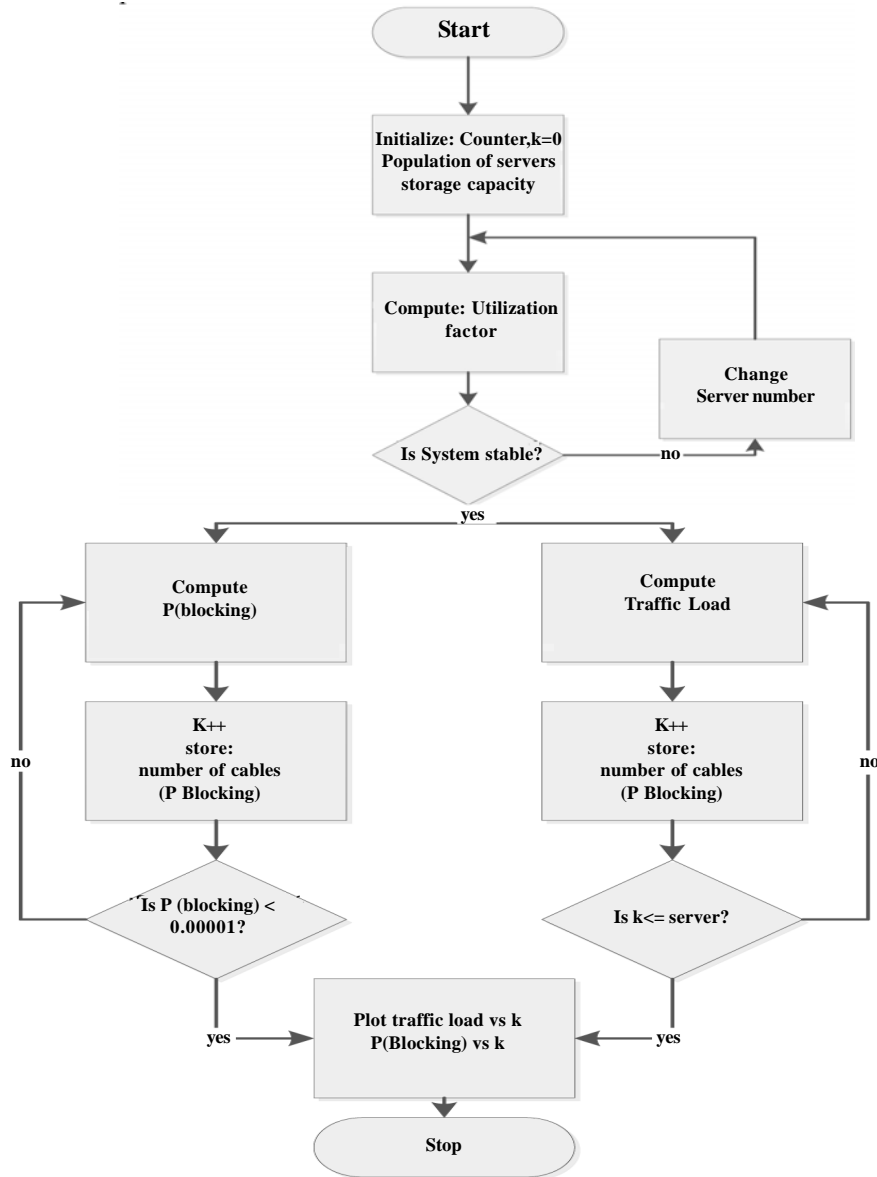 Start
Initialize: Counter,k=0
Population of servers
storage capacity
Compute: Utilization
factor
Change
Server number
Is System stable?
no
yes
Compute
P(blocking)
Compute
Traffic Load
K++
store:
number of cables
(P Blocking)
K++
store:
number of cables
(P Blocking)
no
no
Is P (blocking) <
0.00001?
Is k<= server?
Plot traffic load vs k
P(Blocking) vs k
yes
yes
Stop